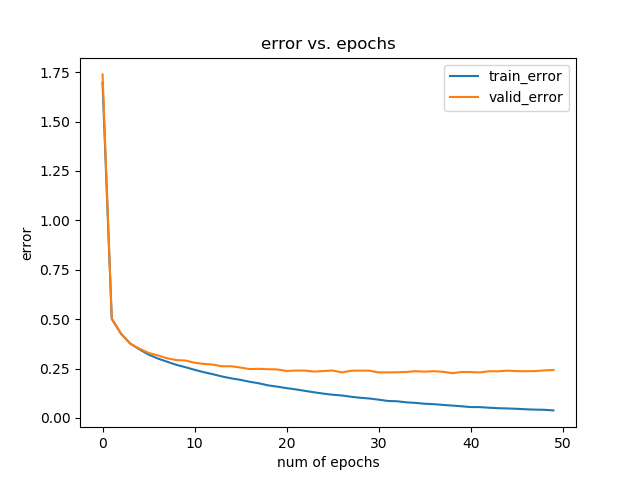 error vs. epochs
train_error
valid_error
1.75
1.50
1.25
1.00
0.75
0.50
0.25
0.00
error
0 10 20 30 40 50
num of epochs